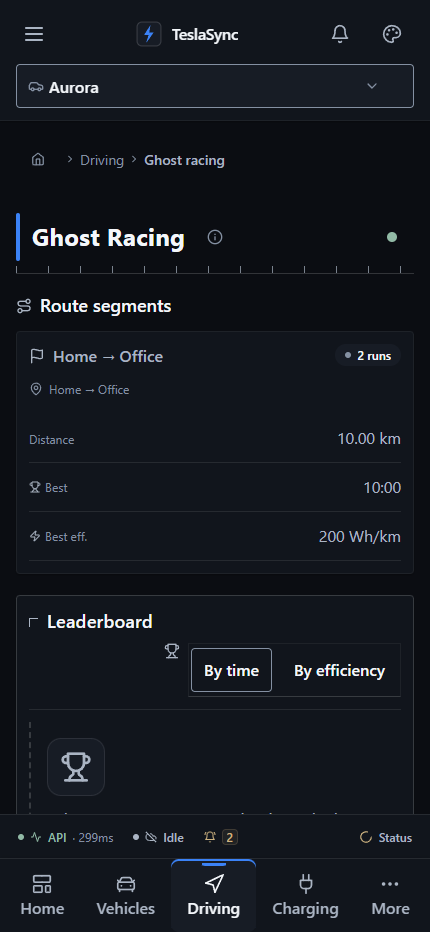 TeslaSync
Aurora
Driving
Ghost racing
Ghost Racing
Route segments
Home → Office
2 runs
Home → Office
Distance
10.00 km
Best
10:00
Best eff.
200 Wh/km
Leaderboard
By time
By efficiency
API · 299ms
Idle
2
Status
Home
Vehicles
Driving
Charging
More